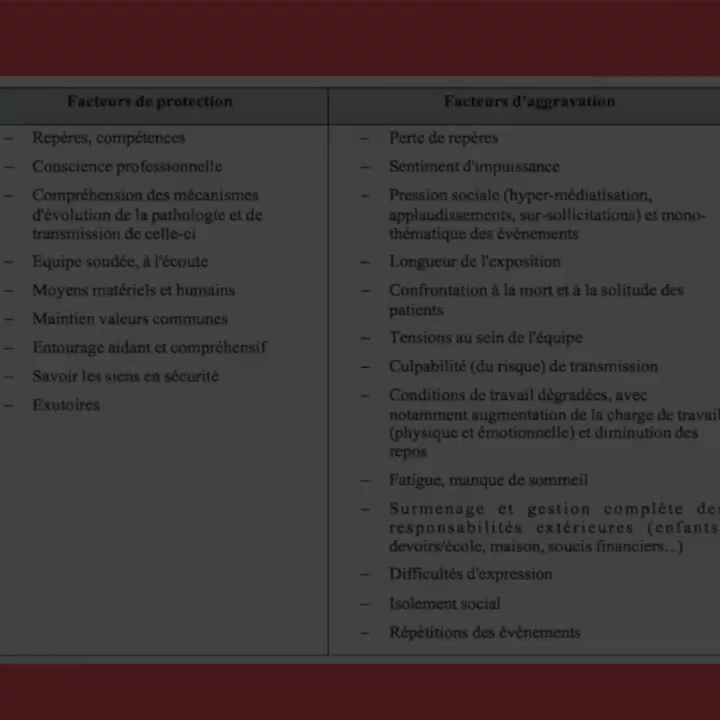 Facteurs de protection
– Repères, compétences
– Conscience professionnelle
– Compréhension des mécanismes
d'évolution de la pathologie et de
transmission de celle-ci
– Equipe soudée, à l'écoute
– Moyens matériels et humains
– Maintien valeurs communes
– Entourage aidant et compréhensif
– Savoir les siens en sécurité
– Exutoires
Facteurs d'aggravation
– Perte de repères
– Sentiment d'impuissance
– Pression sociale (hyper-médiatisation,
applaudissements, sur-sollicitations) et mono-
thématique des évènements
– Longueur de l'exposition
– Confrontation à la mort et à la solitude des
patients
– Tensions au sein de l'équipe
– Culpabilité (du risque) de transmission
– Conditions de travail dégradées, avec
notamment augmentation de la charge de travail
(physique et émotionnelle) et diminution des
repos
– Fatigue, manque de sommeil
– Surmenage et gestion complète des
responsabilités extérieures (enfants
devoirs/école, maison, soucis financiers...)
– Difficultés d'expression
– Isolement social
– Répétitions des évènements